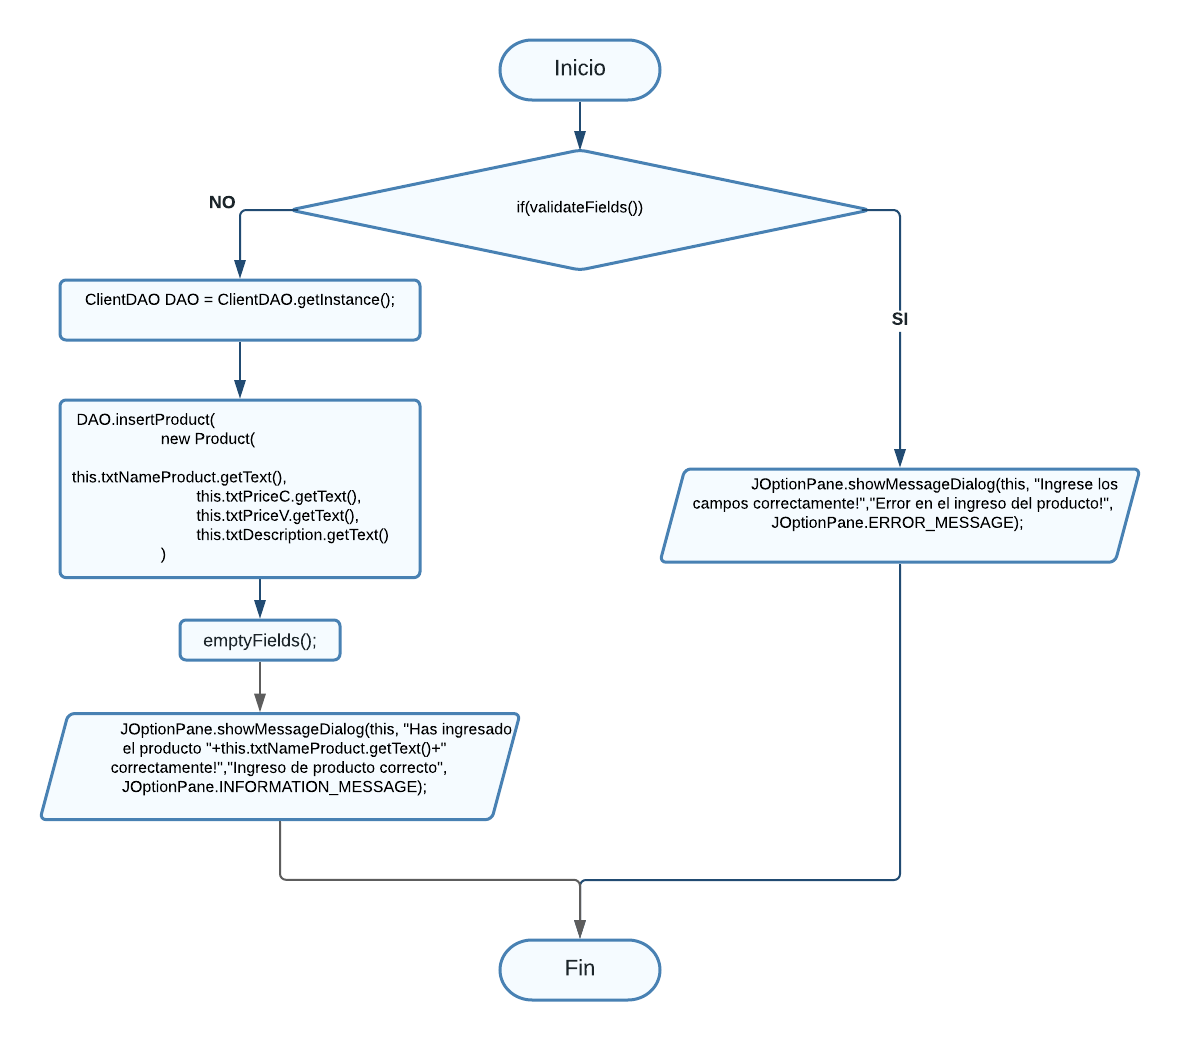 Inicio
if(validateFields())
NO
SI
ClientDAO DAO = ClientDAO.getInstance();
DAO.insertProduct(
new Product(
this.txtNameProduct.getText(),
this.txtPriceC.getText(),
this.txtPriceV.getText(),
this.txtDescription.getText()
)
JOptionPane.showMessageDialog(this, "Ingrese los
campos correctamente!","Error en el ingreso del producto!",
JOptionPane.ERROR_MESSAGE);
emptyFields();
JOptionPane.showMessageDialog(this, "Has ingresado
el producto "+this.txtNameProduct.getText()+"
correctamente!","Ingreso de producto correcto",
JOptionPane.INFORMATION_MESSAGE);
Fin